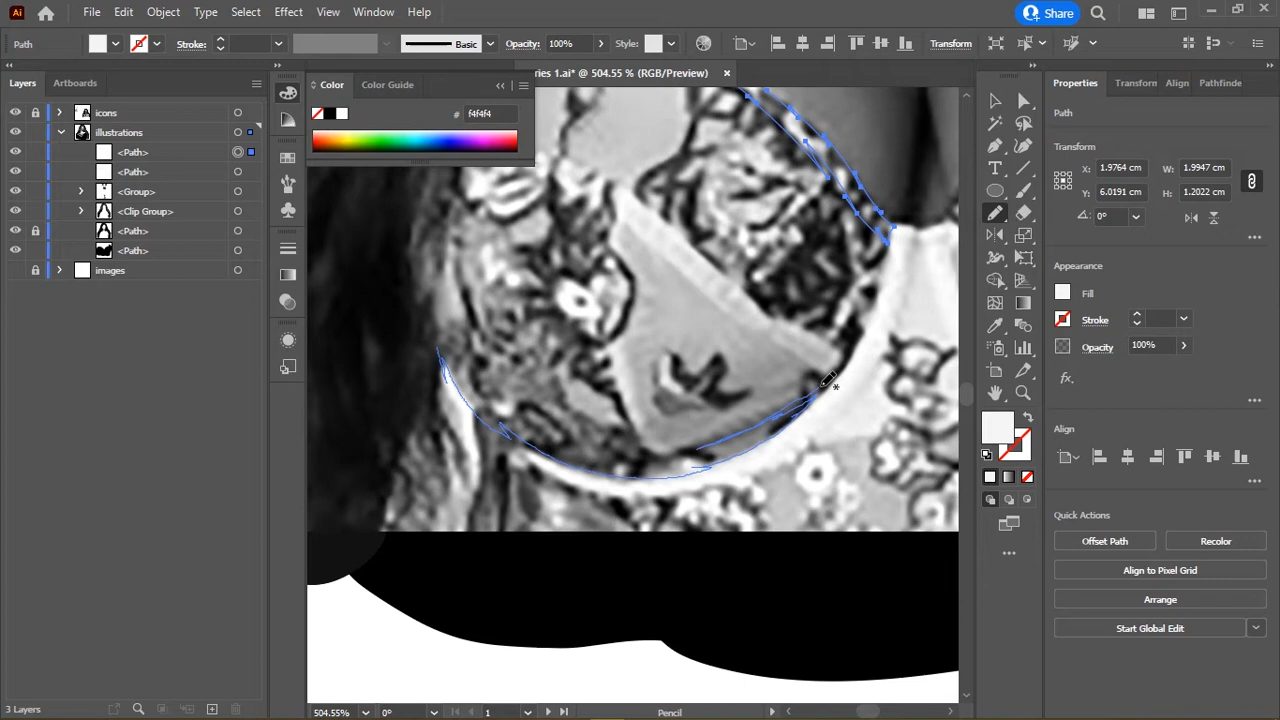 Ai File Edit Object Type Select Effect View Window Help Share
Path Stroke: Basic Opacity: 100% Style: Transform
Layers Artboards
icons
illustrations
<Path>
<Path>
<Group>
<Clip Group>
<Path>
<Path>
images
3 Layers
ries 1.ai* @ 504.55 % (RGB/Preview)
Color Color Guide
# f4f4f4
504.55% 0° 1 Pencil
Properties Transform Align Pathfinde
Path
Transform
X: 1.9764 cm W: 1.9947 cm
Y: 6.0191 cm H: 1.2022 cm
0°
Appearance
Fill
Stroke
Opacity 100%
fx.
Align
Quick Actions
Offset Path Recolor
Align to Pixel Grid
Arrange
Start Global Edit